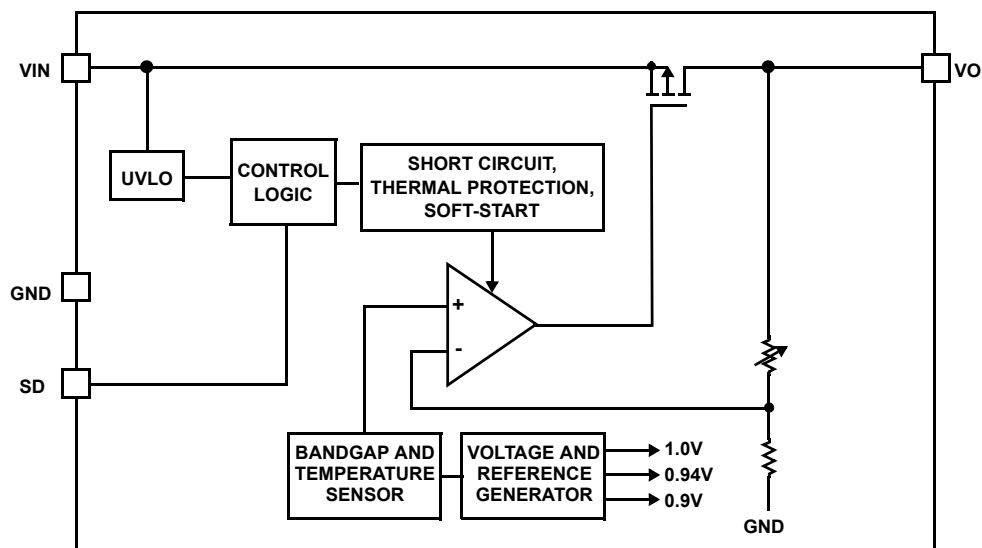 VIN
VO
UVLO
CONTROL
LOGIC
SHORT CIRCUIT,
THERMAL PROTECTION,
SOFT-START
GND
+
-
SD
BANDGAP AND
TEMPERATURE
SENSOR
VOLTAGE AND
REFERENCE
GENERATOR
1.0V
0.94V
0.9V
GND